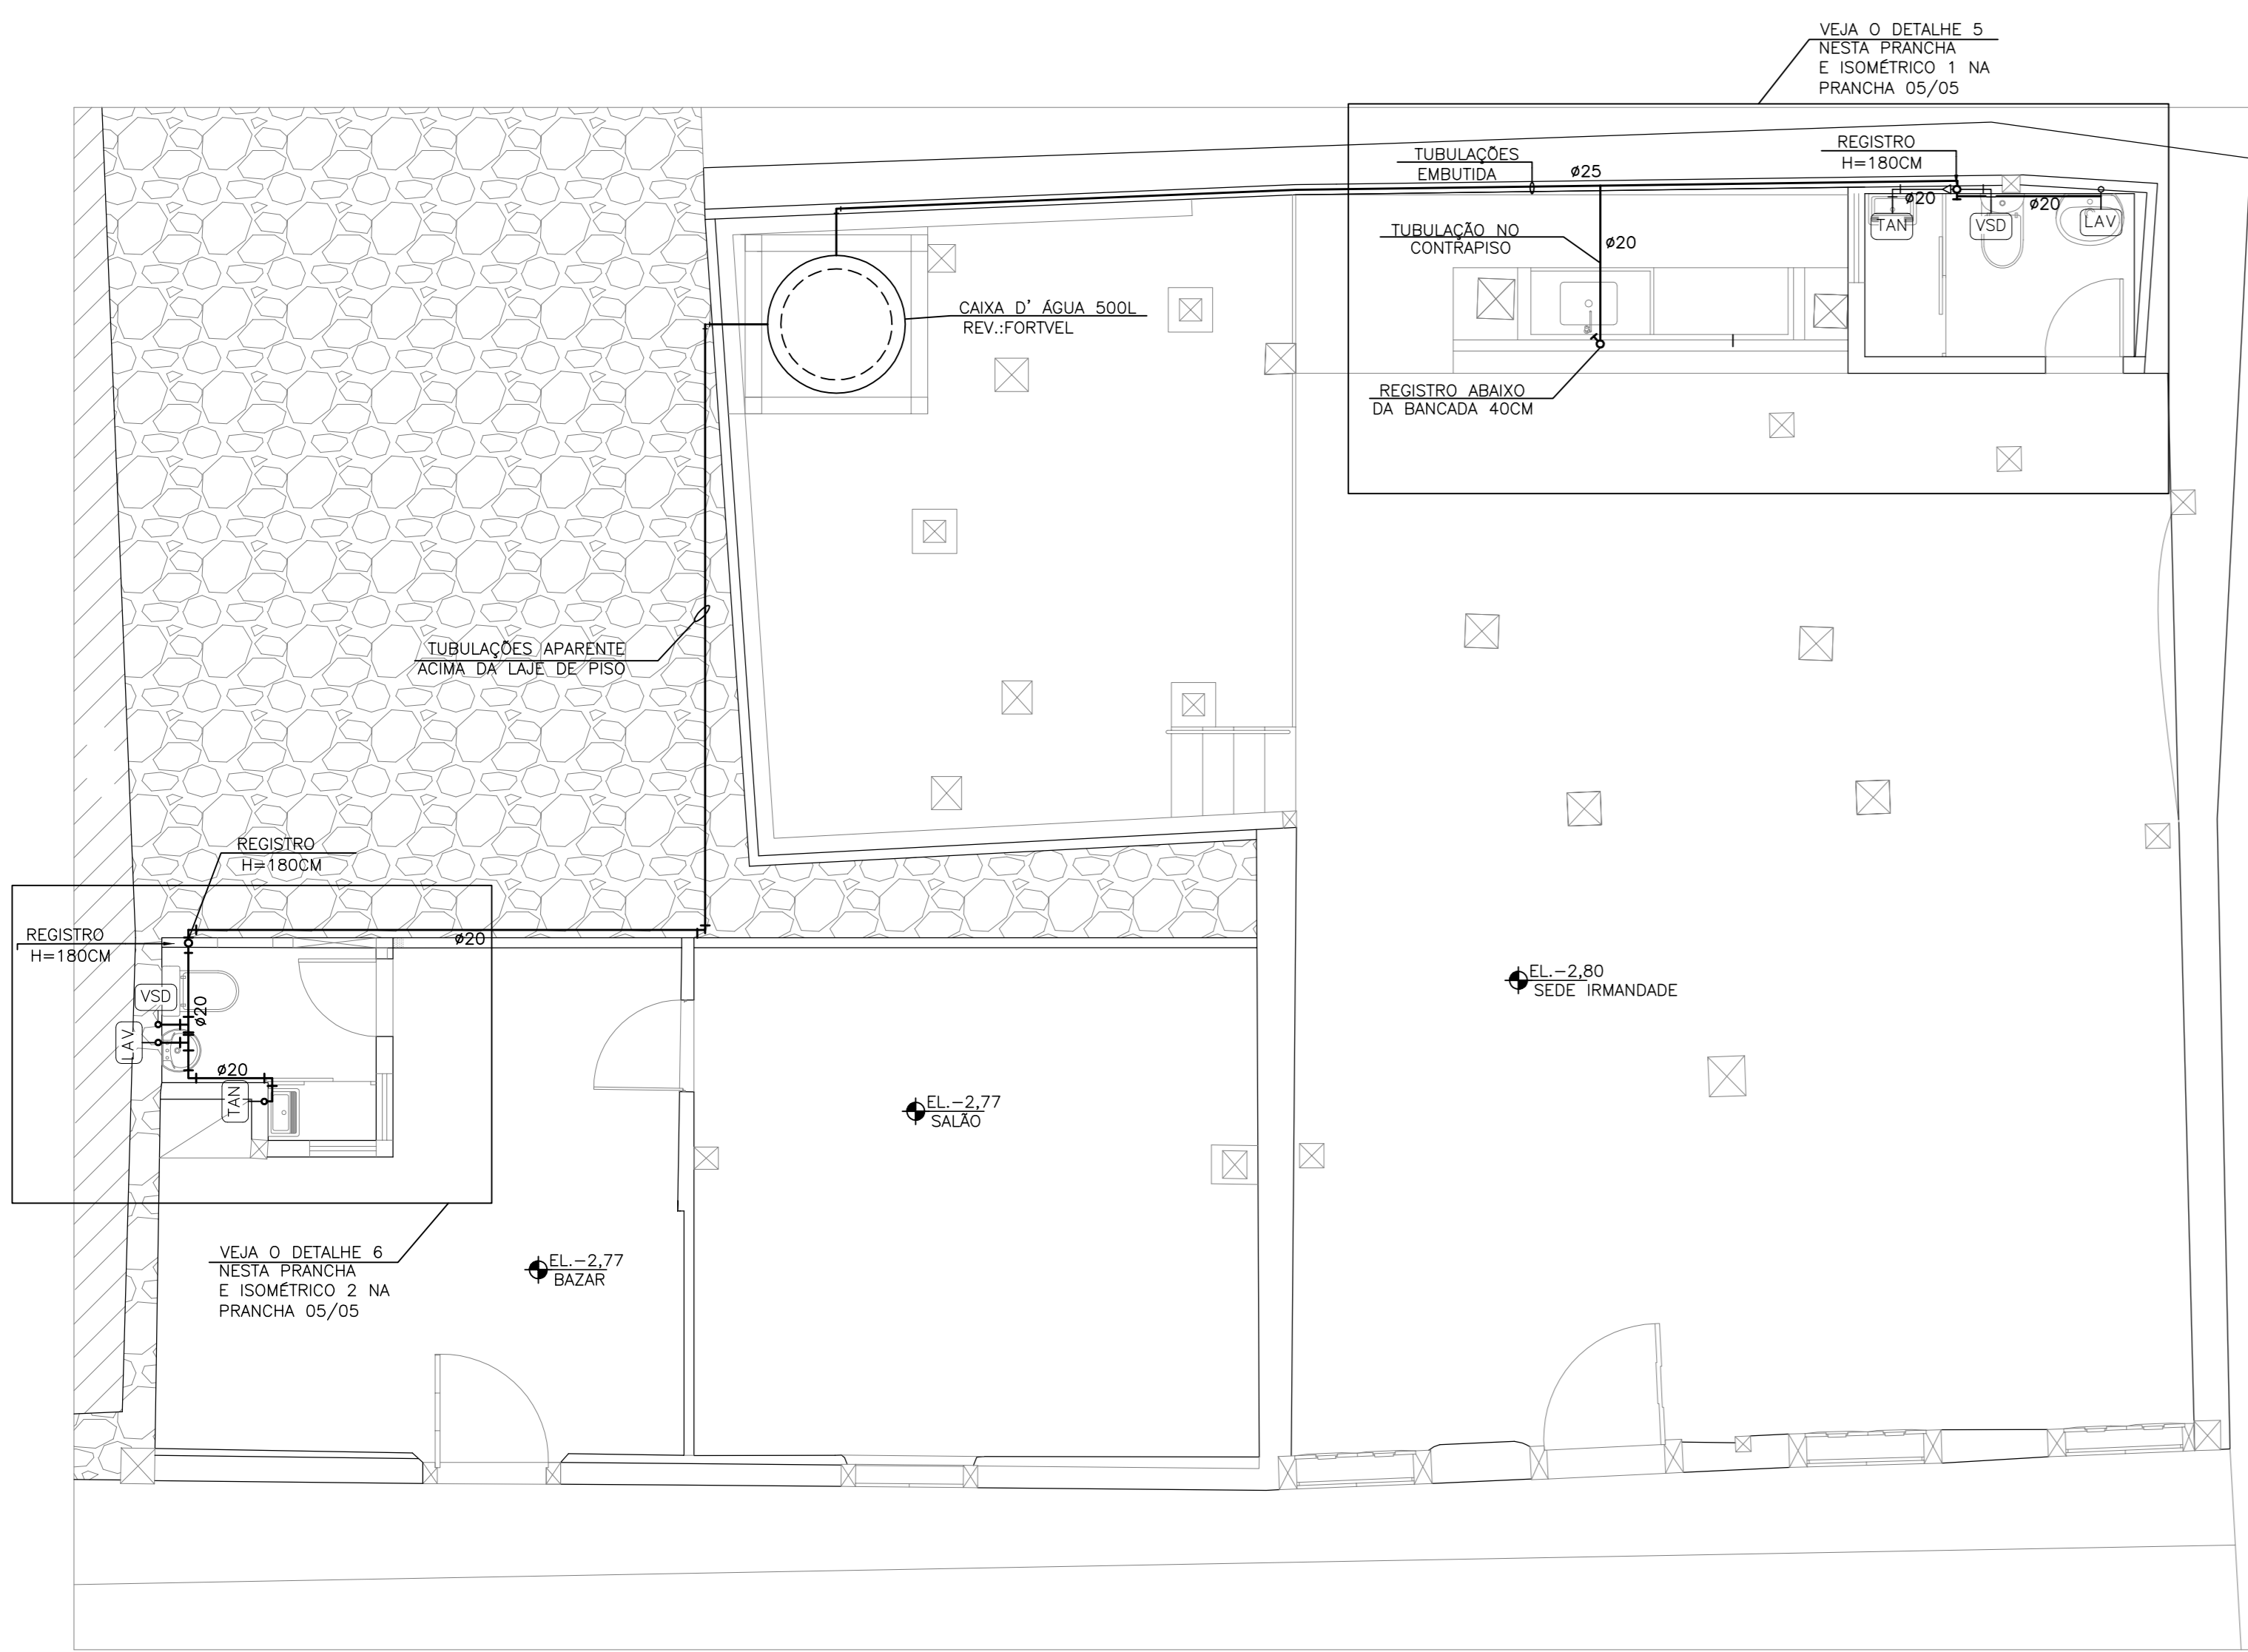 VEJA O DETALHE 5
NESTA PRANCHA
E ISOMÉTRICO 1 NA
PRANCHA 05/05
REGISTRO
H=180CM
TUBULAÇÕES
EMBUTIDA
ø25
ø20
ø20
TAN
VSD
LAV
TUBULAÇÃO NO
CONTRAPISO
ø20
CAIXA D' ÁGUA 500L
REV.:FORTVEL
REGISTRO ABAIXO
DA BANCADA 40CM
TUBULAÇÕES APARENTE
ACIMA DA LAJE DE PISO
REGISTRO
H=180CM
REGISTRO
H=180CM
ø20
VSD
ø20
LAV
ø20
TAN
EL.-2,80
SEDE IRMANDADE
EL.-2,77
SALÃO
EL.-2,77
BAZAR
VEJA O DETALHE 6
NESTA PRANCHA
E ISOMÉTRICO 2 NA
PRANCHA 05/05